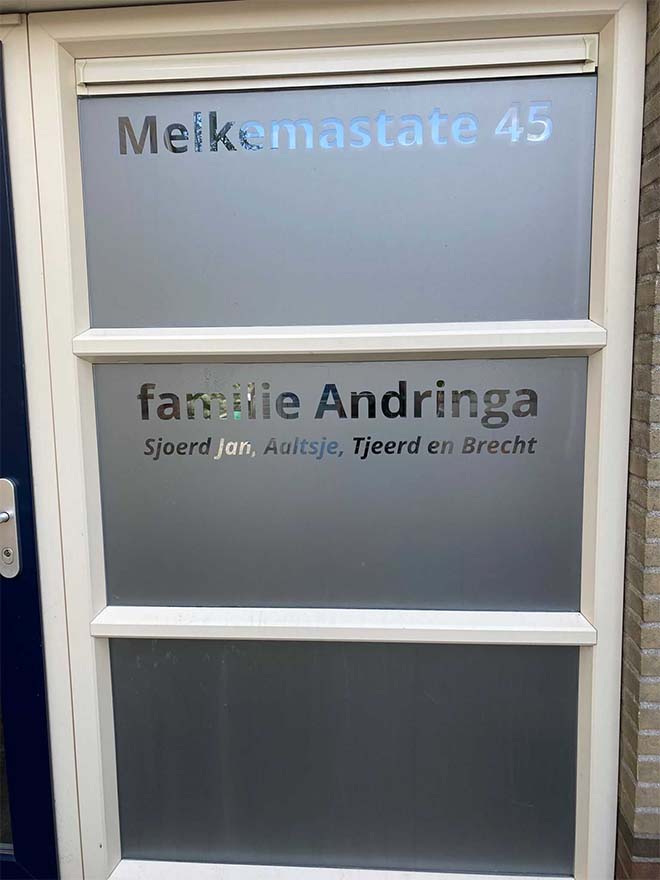 Melkemastate 45
familie Andringa
Sjoerd Jan, Aaltsje, Tjeerd en Brecht